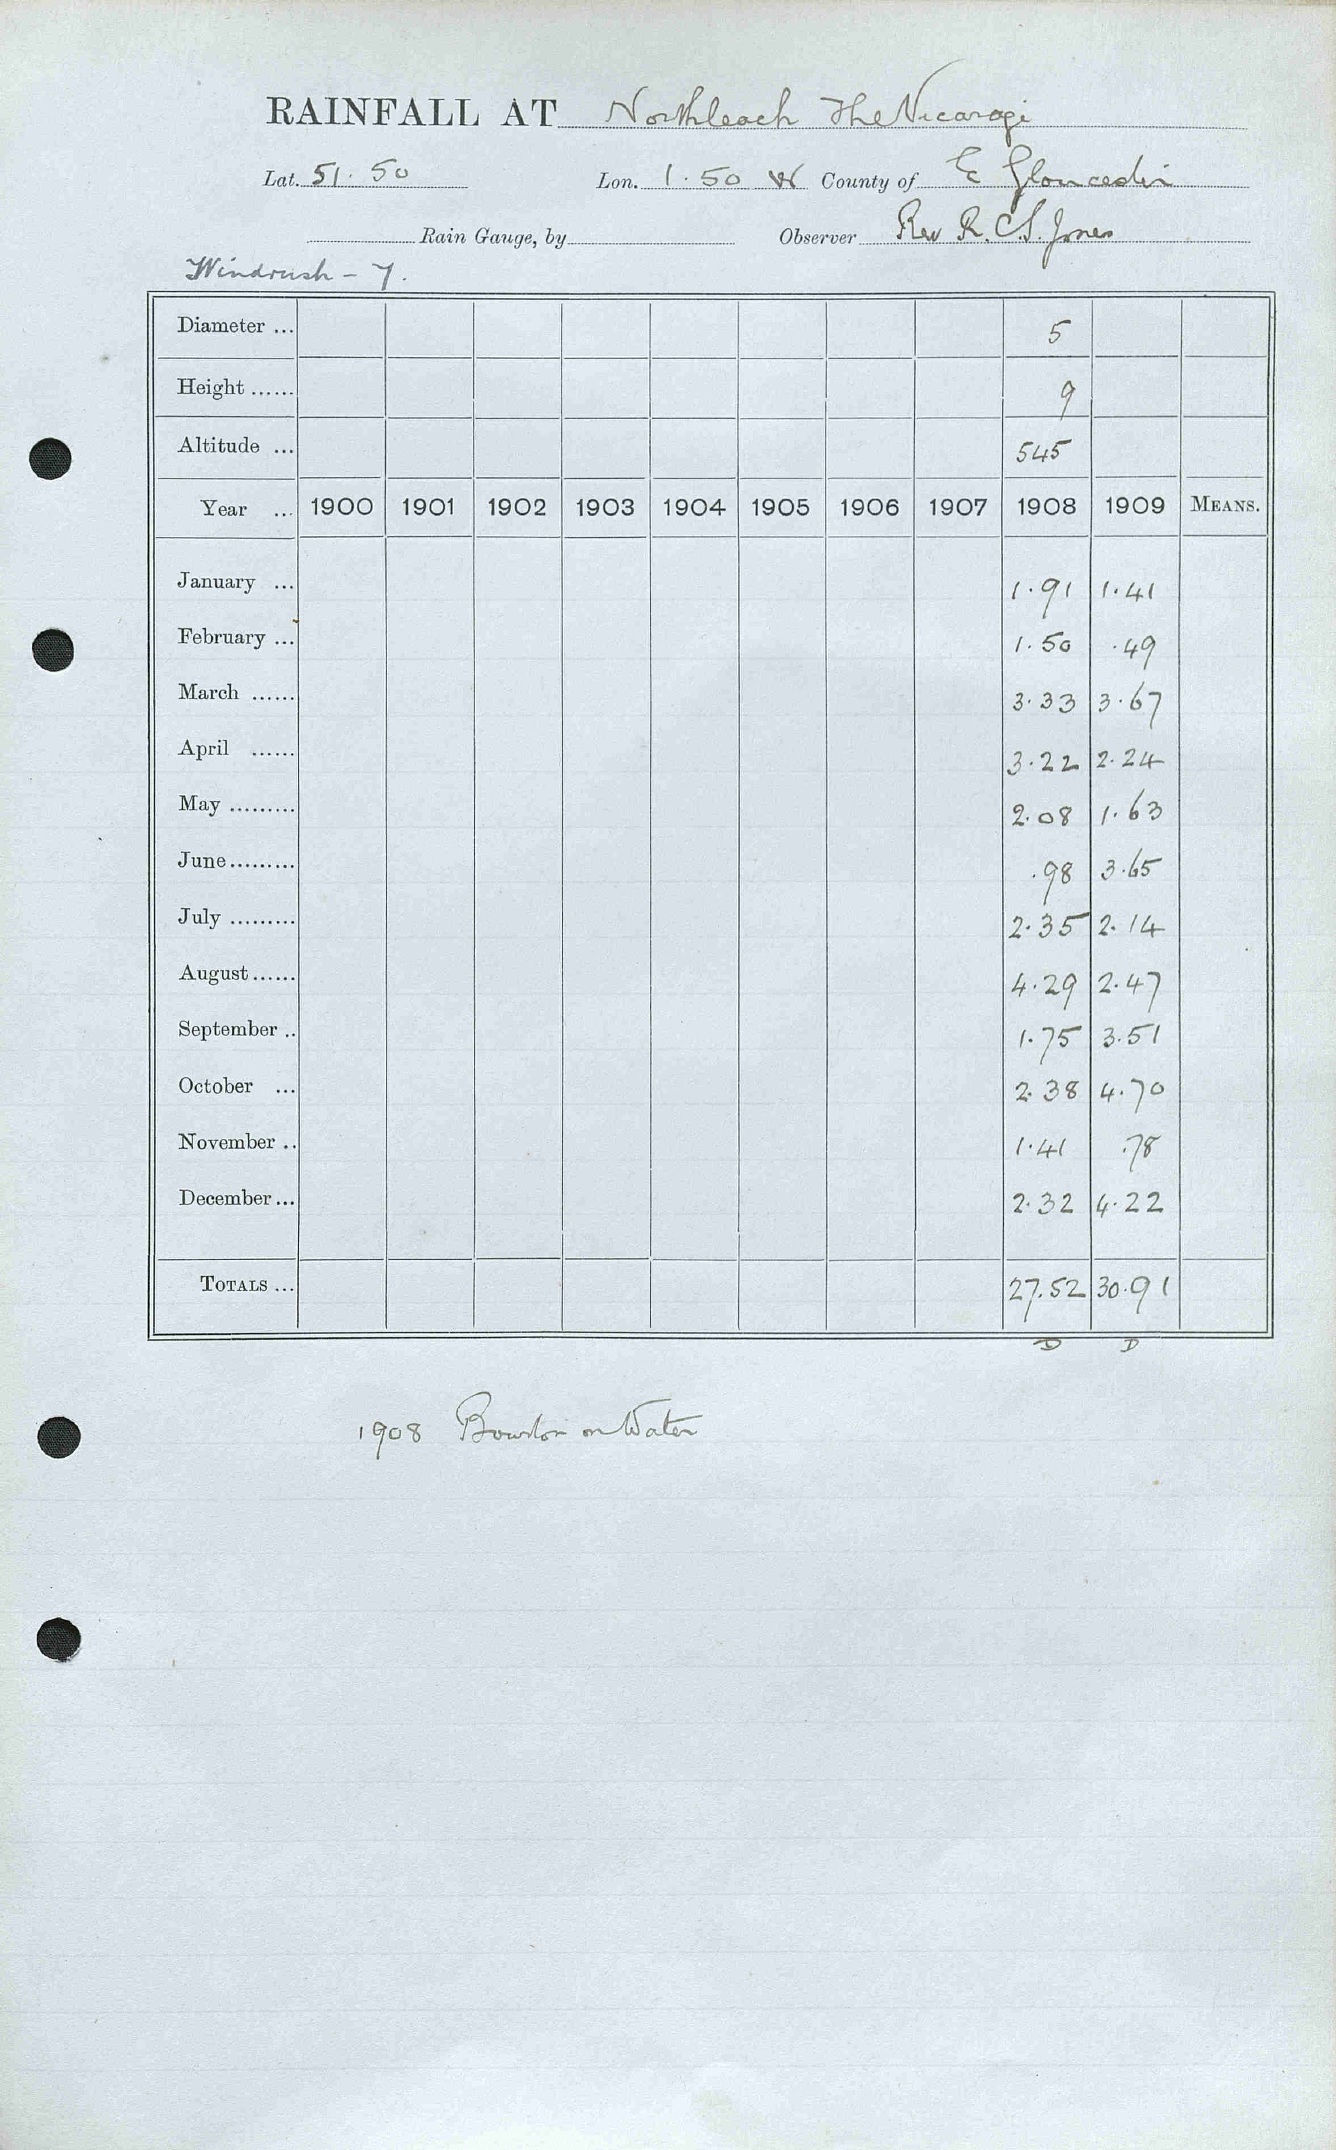 RAINFALL AT Northleach The Vicarage
Lat. 51.50 Lon. 1.50 W County of E Gloucester
Rain Gauge, by Observer Rev R. C. S. Jones
Windrush - 7.
Diameter ... 5
Height ...... 9
Altitude ... 545
Year ... 1900 1901 1902 1903 1904 1905 1906 1907 1908 1909 MEANS.
January ... 1.91 1.41
February ... 1.50 .49
March ...... 3.33 3.67
April ...... 3.22 2.24
May ......... 2.08 1.63
June ......... .98 3.65
July ......... 2.35 2.14
August ...... 4.29 2.47
September .. 1.75 3.51
October ... 2.38 4.70
November .. 1.41 .78
December ... 2.32 4.22
TOTALS ... 27.52 30.91
D D
1908 Bourton on Water